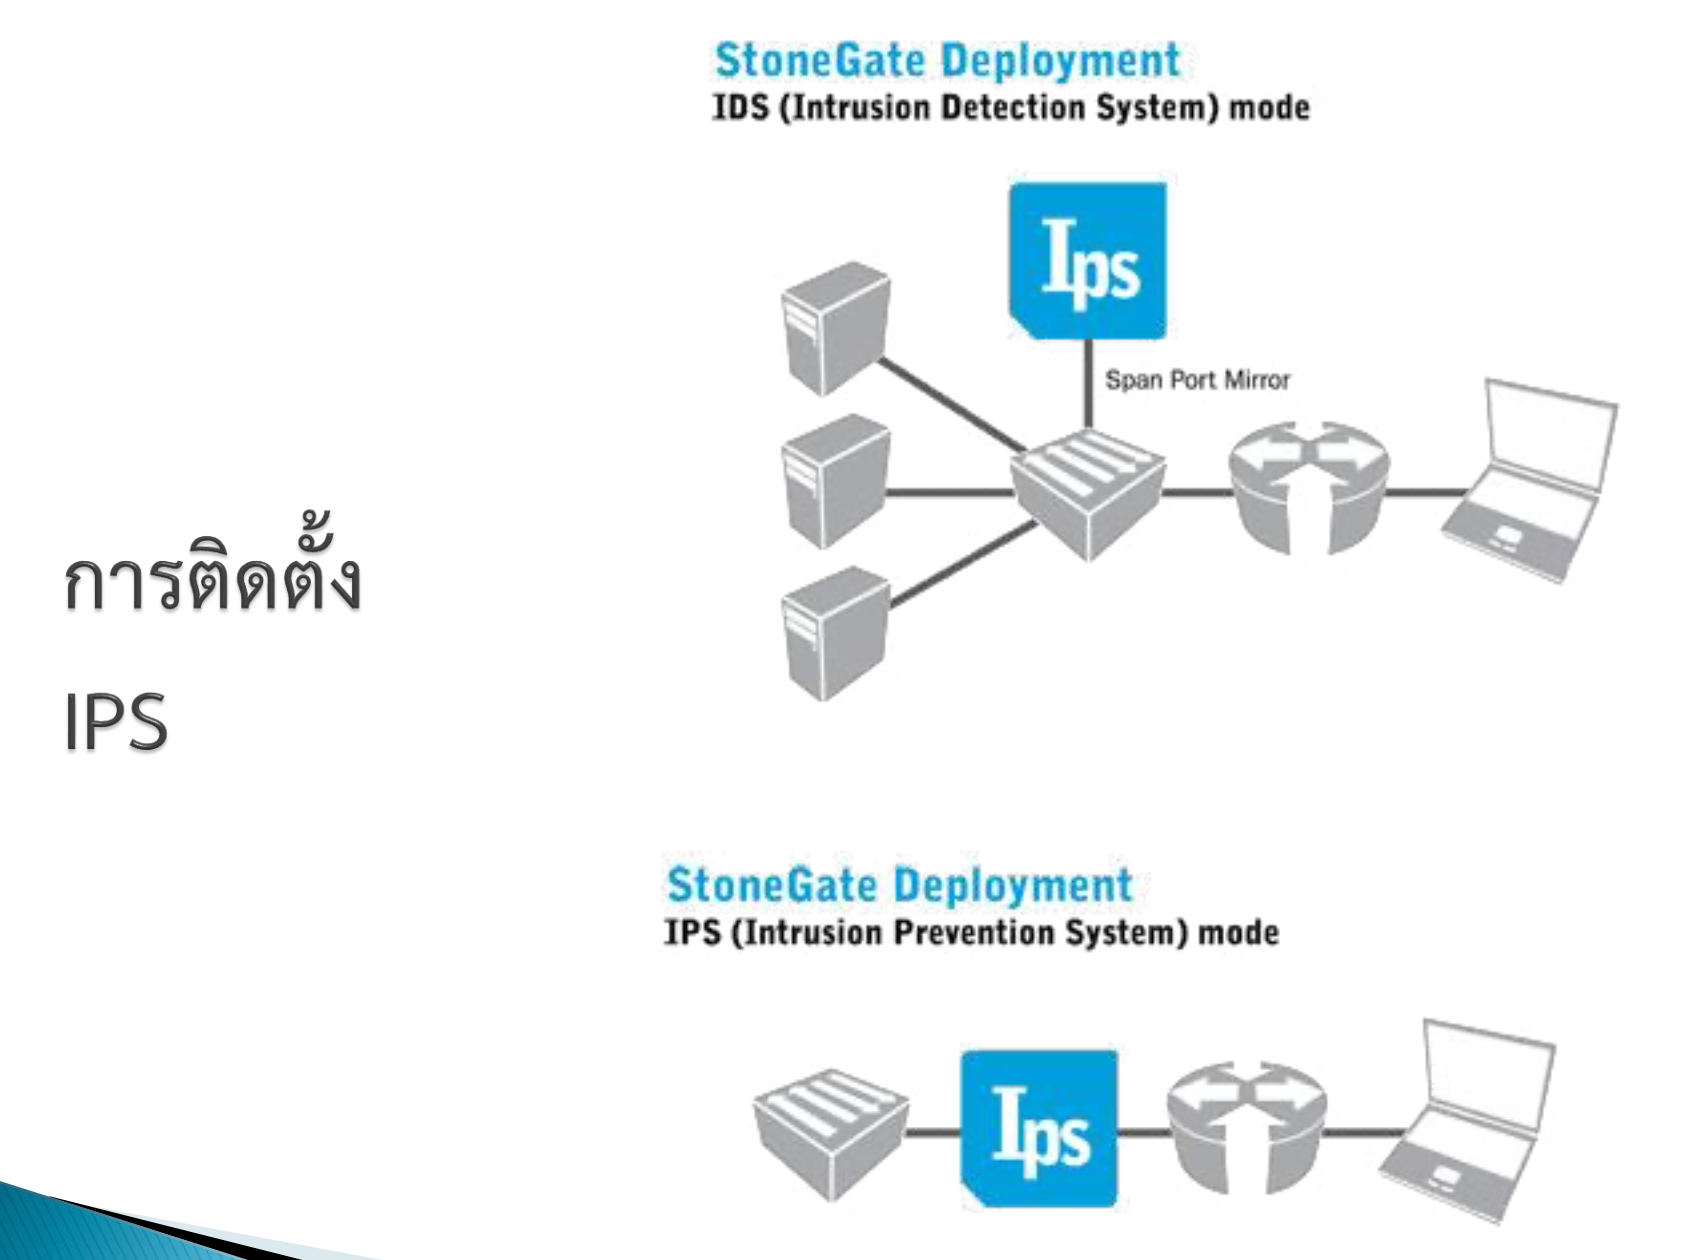 การติดตั้ง
IPS
StoneGate Deployment
IDS (Intrusion Detection System) mode
Ips
Span Port Mirror
StoneGate Deployment
IPS (Intrusion Prevention System) mode
Ips